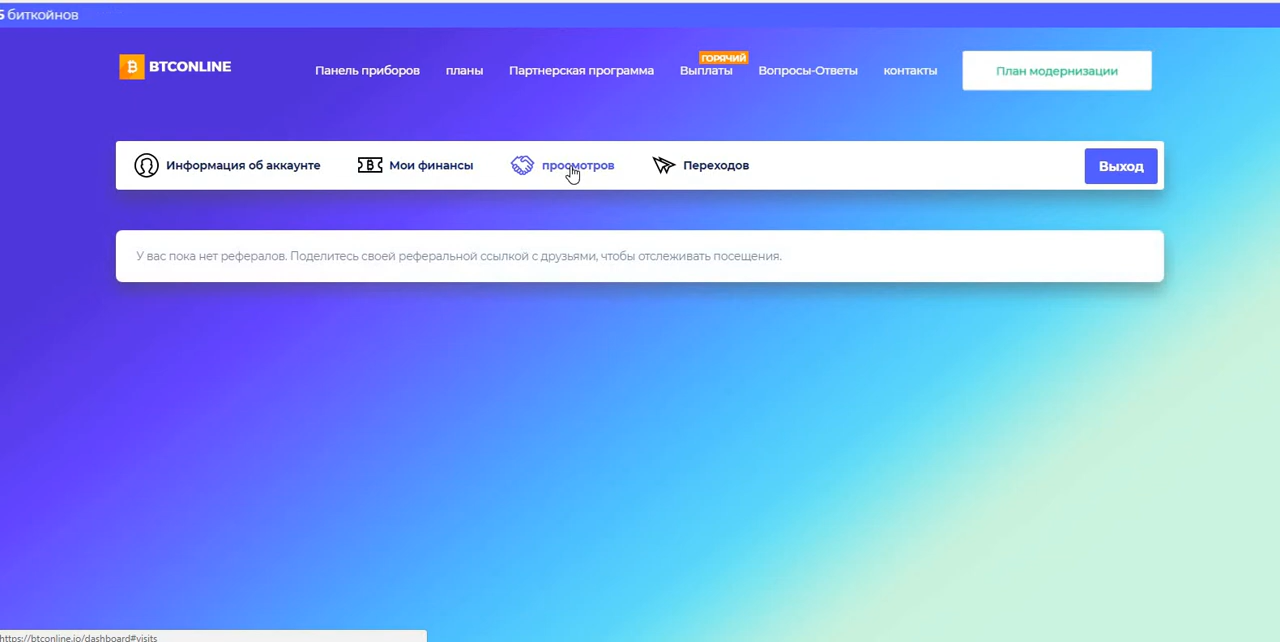 биткойнов
BTCONLINE
Панель приборов
планы
Партнерская программа
ГОРЯЧИЙ
Выплаты
Вопросы-Ответы
контакты
План модернизации
Информация об аккаунте
Мои финансы
просмотров
Переходов
Выход
У вас пока нет рефералов. Поделитесь своей реферальной ссылкой с друзьями, чтобы отслеживать посещения.
https://btconline.io/dashboard#visits